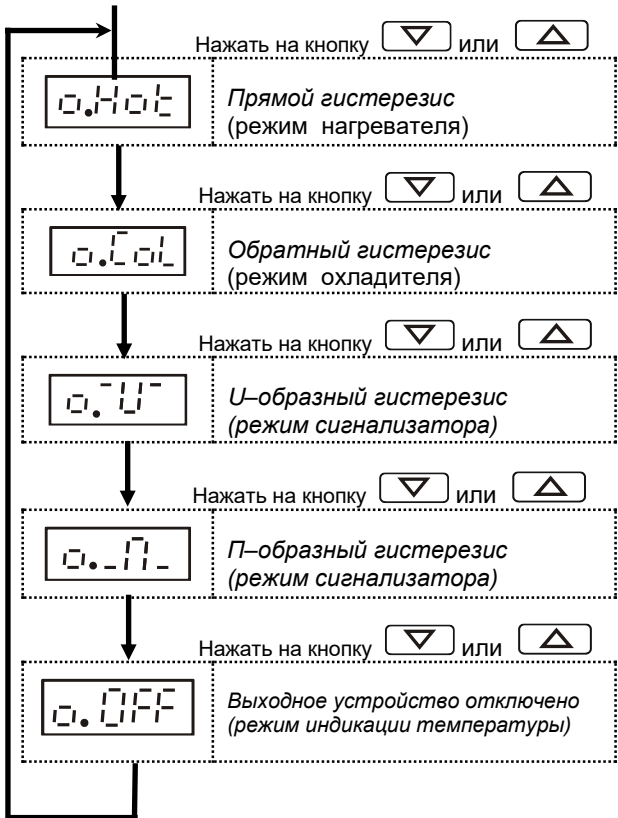 Нажать на кнопку или
o.Hot
Прямой гистерезис
(режим нагревателя)
Нажать на кнопку или
o.CoL
Обратный гистерезис
(режим охладителя)
Нажать на кнопку или
o.¯U¯
U–образный гистерезис
(режим сигнализатора)
Нажать на кнопку или
o._П_
П–образный гистерезис
(режим сигнализатора)
Нажать на кнопку или
o.OFF
Выходное устройство отключено
(режим индикации температуры)